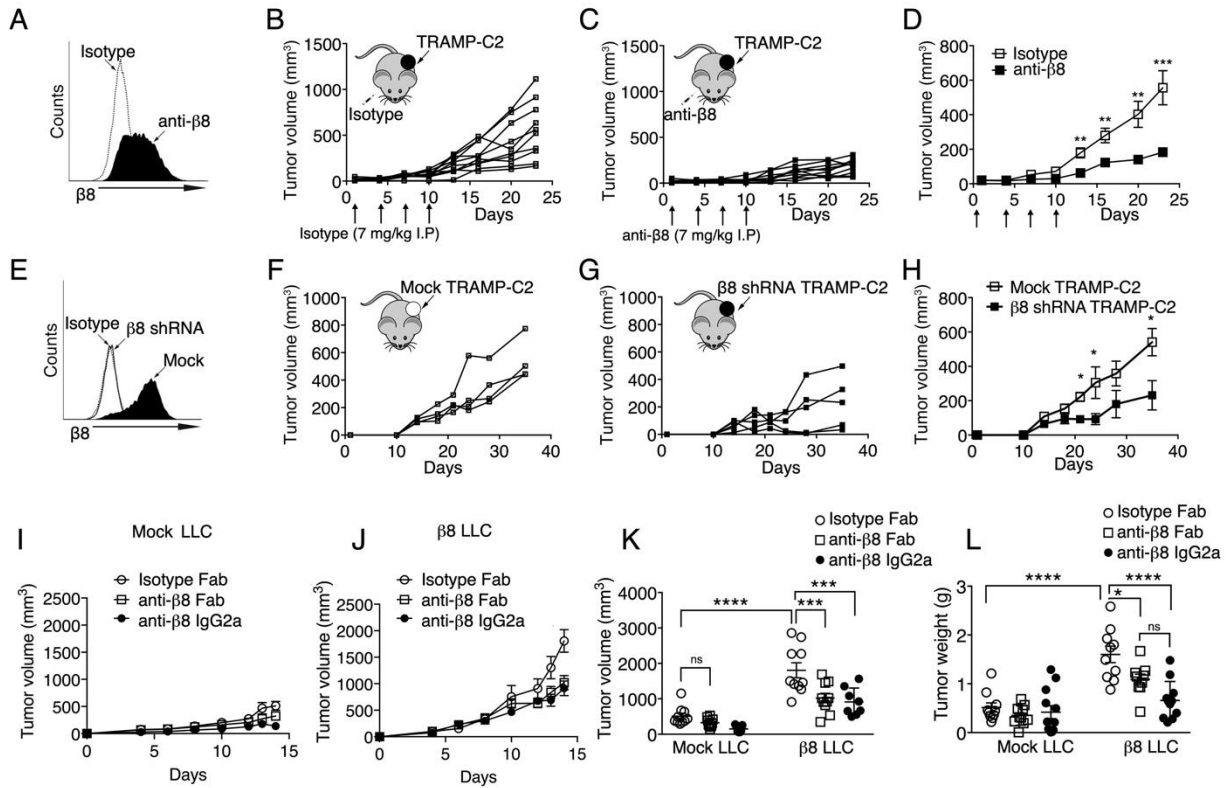 A
Isotype
anti-β8
Counts
β8
B
Tumor volume (mm3)
1500
1000
500
0
TRAMP-C2
Isotype
0 5 10 15 20 25
Days
Isotype (7 mg/kg I.P)
C
Tumor volume (mm3)
1500
1000
500
0
TRAMP-C2
anti-β8
0 5 10 15 20 25
Days
anti-β8 (7 mg/kg I.P)
D
Tumor volume (mm3)
800
600
400
200
0
Isotype
anti-β8
** ** ** ***
0 5 10 15 20 25
Days
E
Isotype
β8 shRNA
Mock
Counts
β8
F
Tumor volume (mm3)
1000
800
600
400
200
0
Mock TRAMP-C2
0 10 20 30 40
Days
G
Tumor volume (mm3)
1000
800
600
400
200
0
β8 shRNA TRAMP-C2
0 10 20 30 40
Days
H
Mock TRAMP-C2
β8 shRNA TRAMP-C2
Tumor volume (mm3)
1000
800
600
400
200
0
* * *
0 10 20 30 40
Days
I
Mock LLC
Isotype Fab
anti-β8 Fab
anti-β8 IgG2a
Tumor volume (mm3)
2500
2000
1500
1000
500
0
0 5 10 15
Days
J
β8 LLC
Isotype Fab
anti-β8 Fab
anti-β8 IgG2a
Tumor volume (mm3)
2500
2000
1500
1000
500
0
0 5 10 15
Days
K
Isotype Fab
anti-β8 Fab
anti-β8 IgG2a
Tumor volume (mm3)
4000
3000
2000
1000
0
ns
****
***
***
Mock LLC
β8 LLC
L
Isotype Fab
anti-β8 Fab
anti-β8 IgG2a
Tumor weight (g)
3
2
1
0
****
****
*
ns
Mock LLC
β8 LLC